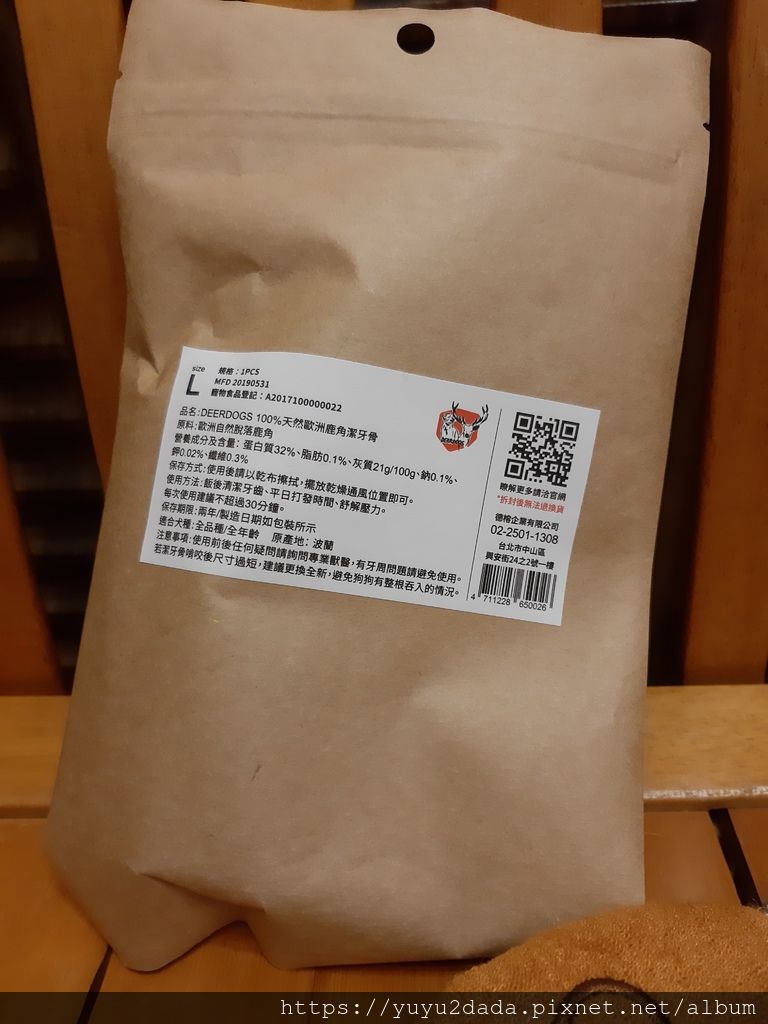 size
L
規格：1PCS
MFD 20190531
寵物食品登記：A2017100000022
品名：DEERDOGS 100%天然歐洲鹿角潔牙骨
原料：歐洲自然脫落鹿角
營養成分及含量：蛋白質32%、脂肪0.1%、灰質21g/100g、鈉0.1%、
鉀0.02%、纖維0.3%
保存方式：使用後請以乾布擦拭，擺放乾燥通風位置即可。
使用方法：飯後清潔牙齒、平日打發時間、舒解壓力。
每次使用建議不超過30分鐘。
保存期限：兩年/製造日期如包裝所示
適合犬種：全品種/全年齡 原產地：波蘭
注意事項：使用前後任何疑問請詢問專業獸醫，有牙周問題請避免使用。
若潔牙骨啃咬後尺寸過短，建議更換全新，避免狗狗有整根吞入的情況。
DEERDOGS
瞭解更多請洽官網
*拆封後無法退換貨
德榕企業有限公司
02-2501-1308
台北市中山區
興安街24之2號一樓
4 711228 650026
https://yuyu2dada.pixnet.net/album